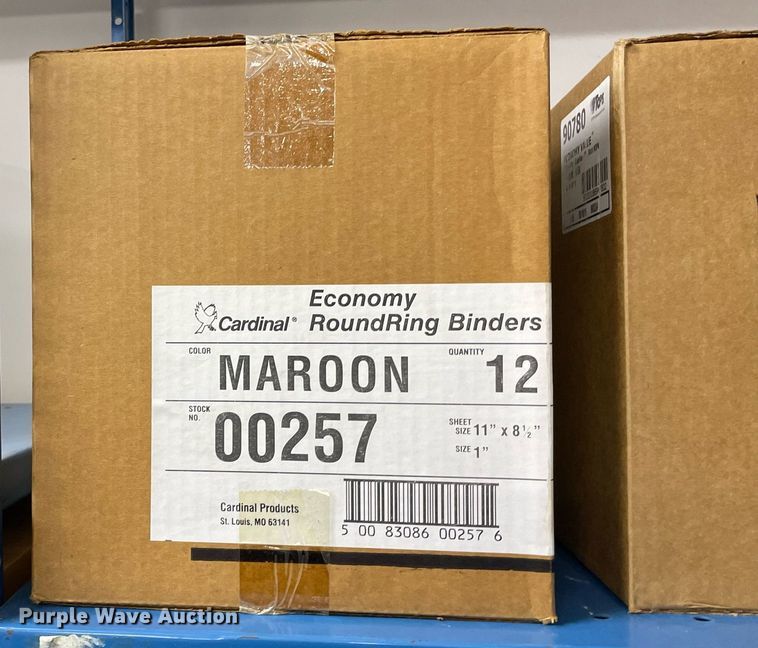 Economy
Cardinal® RoundRing Binders
COLOR MAROON QUANTITY 12
STOCK NO. 00257 SHEET SIZE 11" x 8½"
SIZE 1"
Cardinal Products
St. Louis, MO 63141
5 00 83086 00257 6
90780
Purple Wave Auction